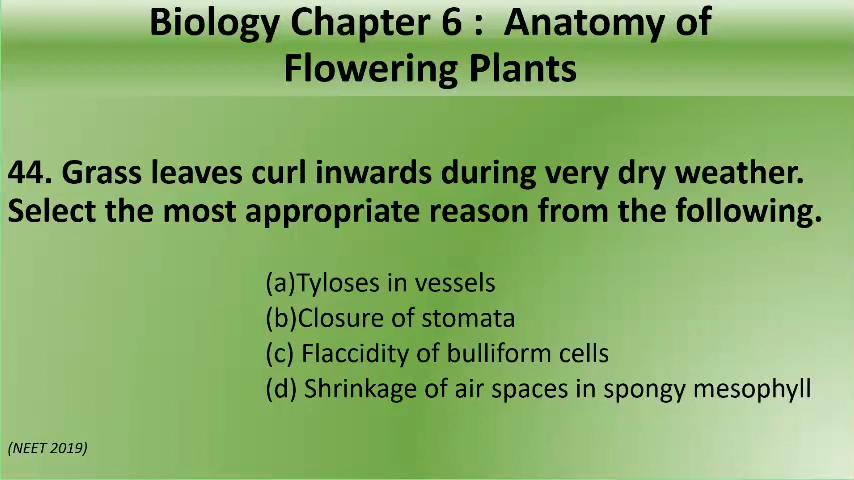 Biology Chapter 6 : Anatomy of
Flowering Plants
44. Grass leaves curl inwards during very dry weather.
Select the most appropriate reason from the following.
(a)Tyloses in vessels
(b)Closure of stomata
(c) Flaccidity of bulliform cells
(d) Shrinkage of air spaces in spongy mesophyll
(NEET 2019)